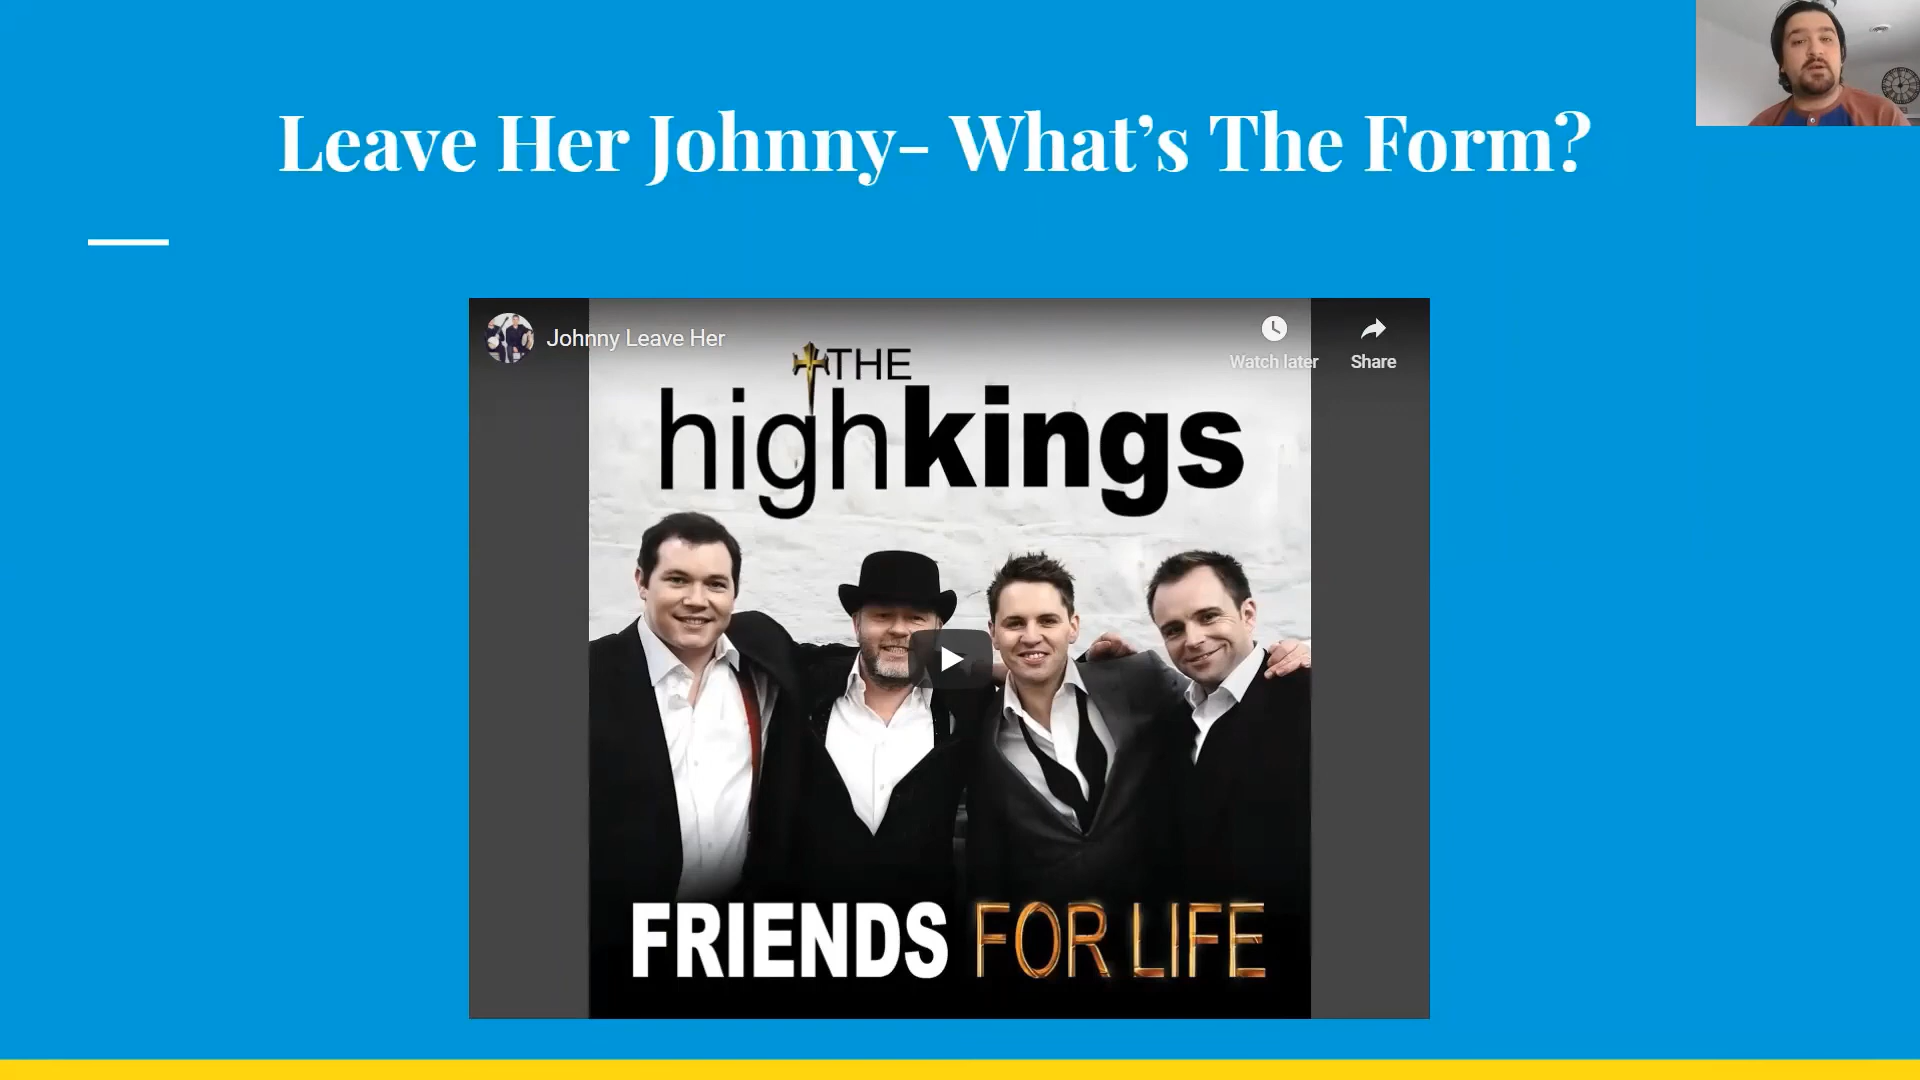 Leave Her Johnny- What’s The Form?
Johnny Leave Her
Watch later
Share
THE
highkings
FRIENDS FOR LIFE